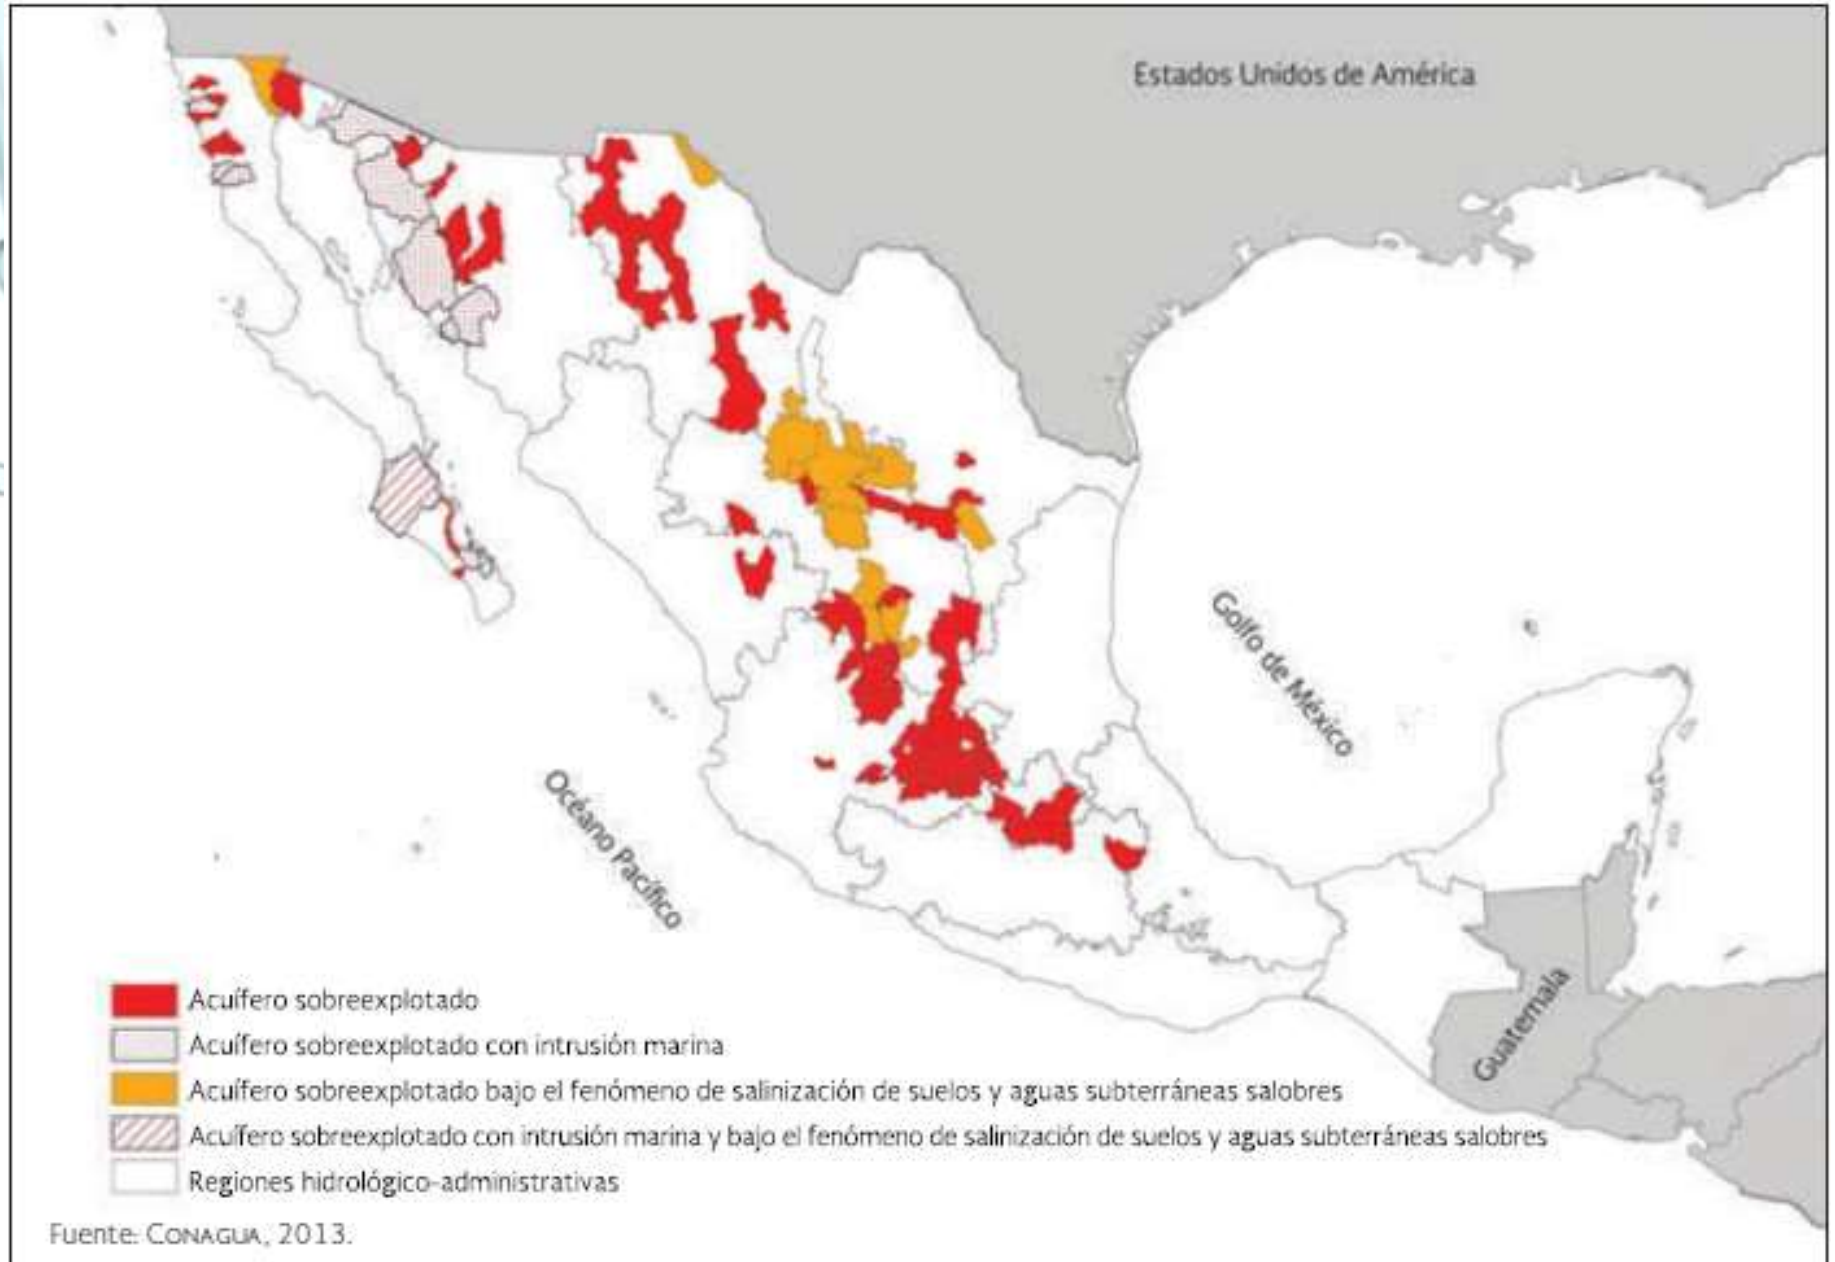 Estados Unidos de América
Golfo de México
Océano Pacífico
Guatemala
Acuífero sobreexplotado
Acuífero sobreexplotado con intrusión marina
Acuífero sobreexplotado bajo el fenómeno de salinización de suelos y aguas subterráneas salobres
Acuífero sobreexplotado con intrusión marina y bajo el fenómeno de salinización de suelos y aguas subterráneas salobres
Regiones hidrológico-administrativas
Fuente: CONAGUA, 2013.